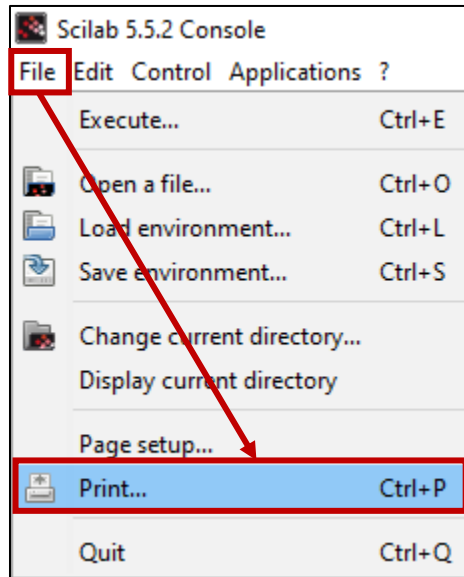 Scilab 5.5.2 Console
File Edit Control Applications ?
Execute... Ctrl+E
Open a file... Ctrl+O
Load environment... Ctrl+L
Save environment... Ctrl+S
Change current directory...
Display current directory
Page setup...
Print... Ctrl+P
Quit Ctrl+Q